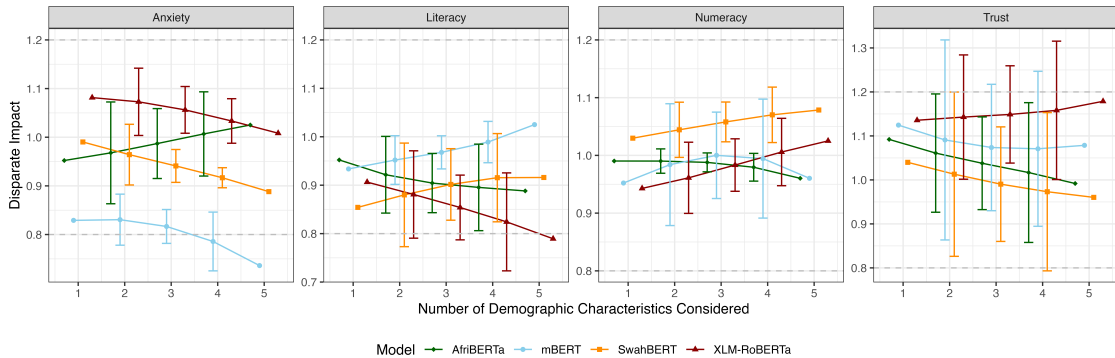 Anxiety Literacy Numeracy Trust
Disparate Impact
1.2 1.1 1.0 0.9 0.8
1.2 1.1 1.0 0.9 0.8 0.7
1.2 1.1 1.0 0.9 0.8
1.3 1.2 1.1 1.0 0.9 0.8
1 2 3 4 5 1 2 3 4 5 1 2 3 4 5 1 2 3 4 5
Number of Demographic Characteristics Considered
Model AfriBERTa mBERT SwahBERT XLM-RoBERTa